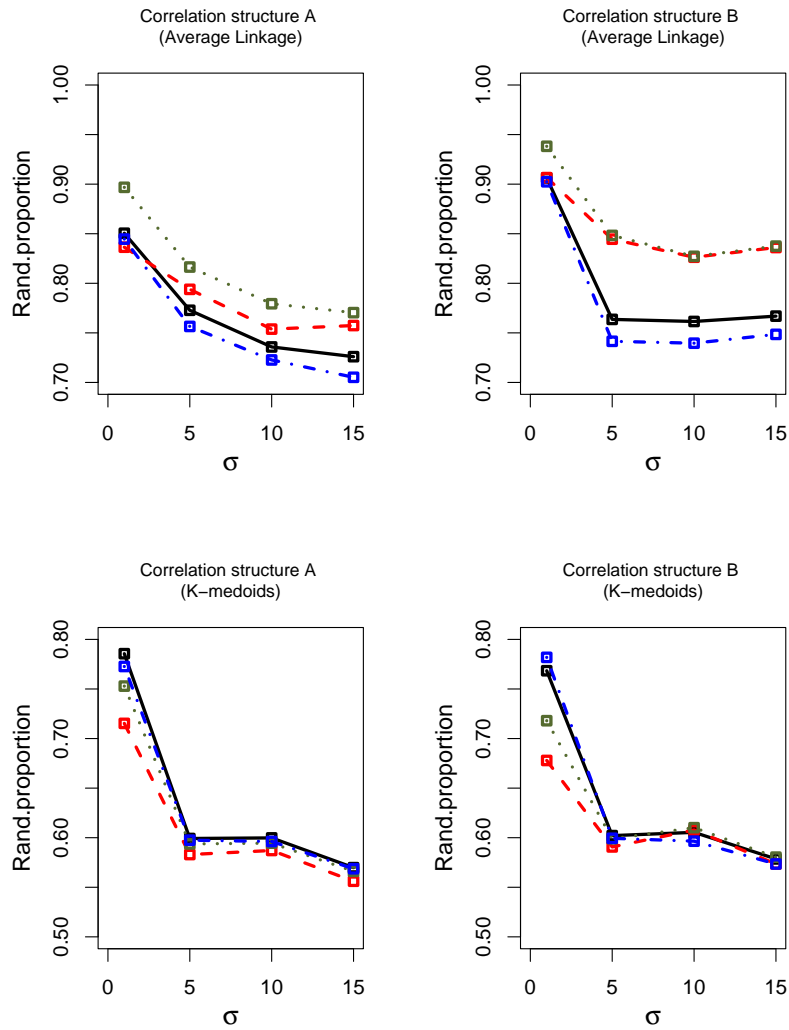 Correlation structure A
(Average Linkage)
Rand.proportion
1.00
0.90
0.80
0.70
0
5
10
15
σ
Correlation structure B
(Average Linkage)
Rand.proportion
1.00
0.90
0.80
0.70
0
5
10
15
σ
Correlation structure A
(K−medoids)
Rand.proportion
0.80
0.70
0.60
0.50
0
5
10
15
σ
Correlation structure B
(K−medoids)
Rand.proportion
0.80
0.70
0.60
0.50
0
5
10
15
σ